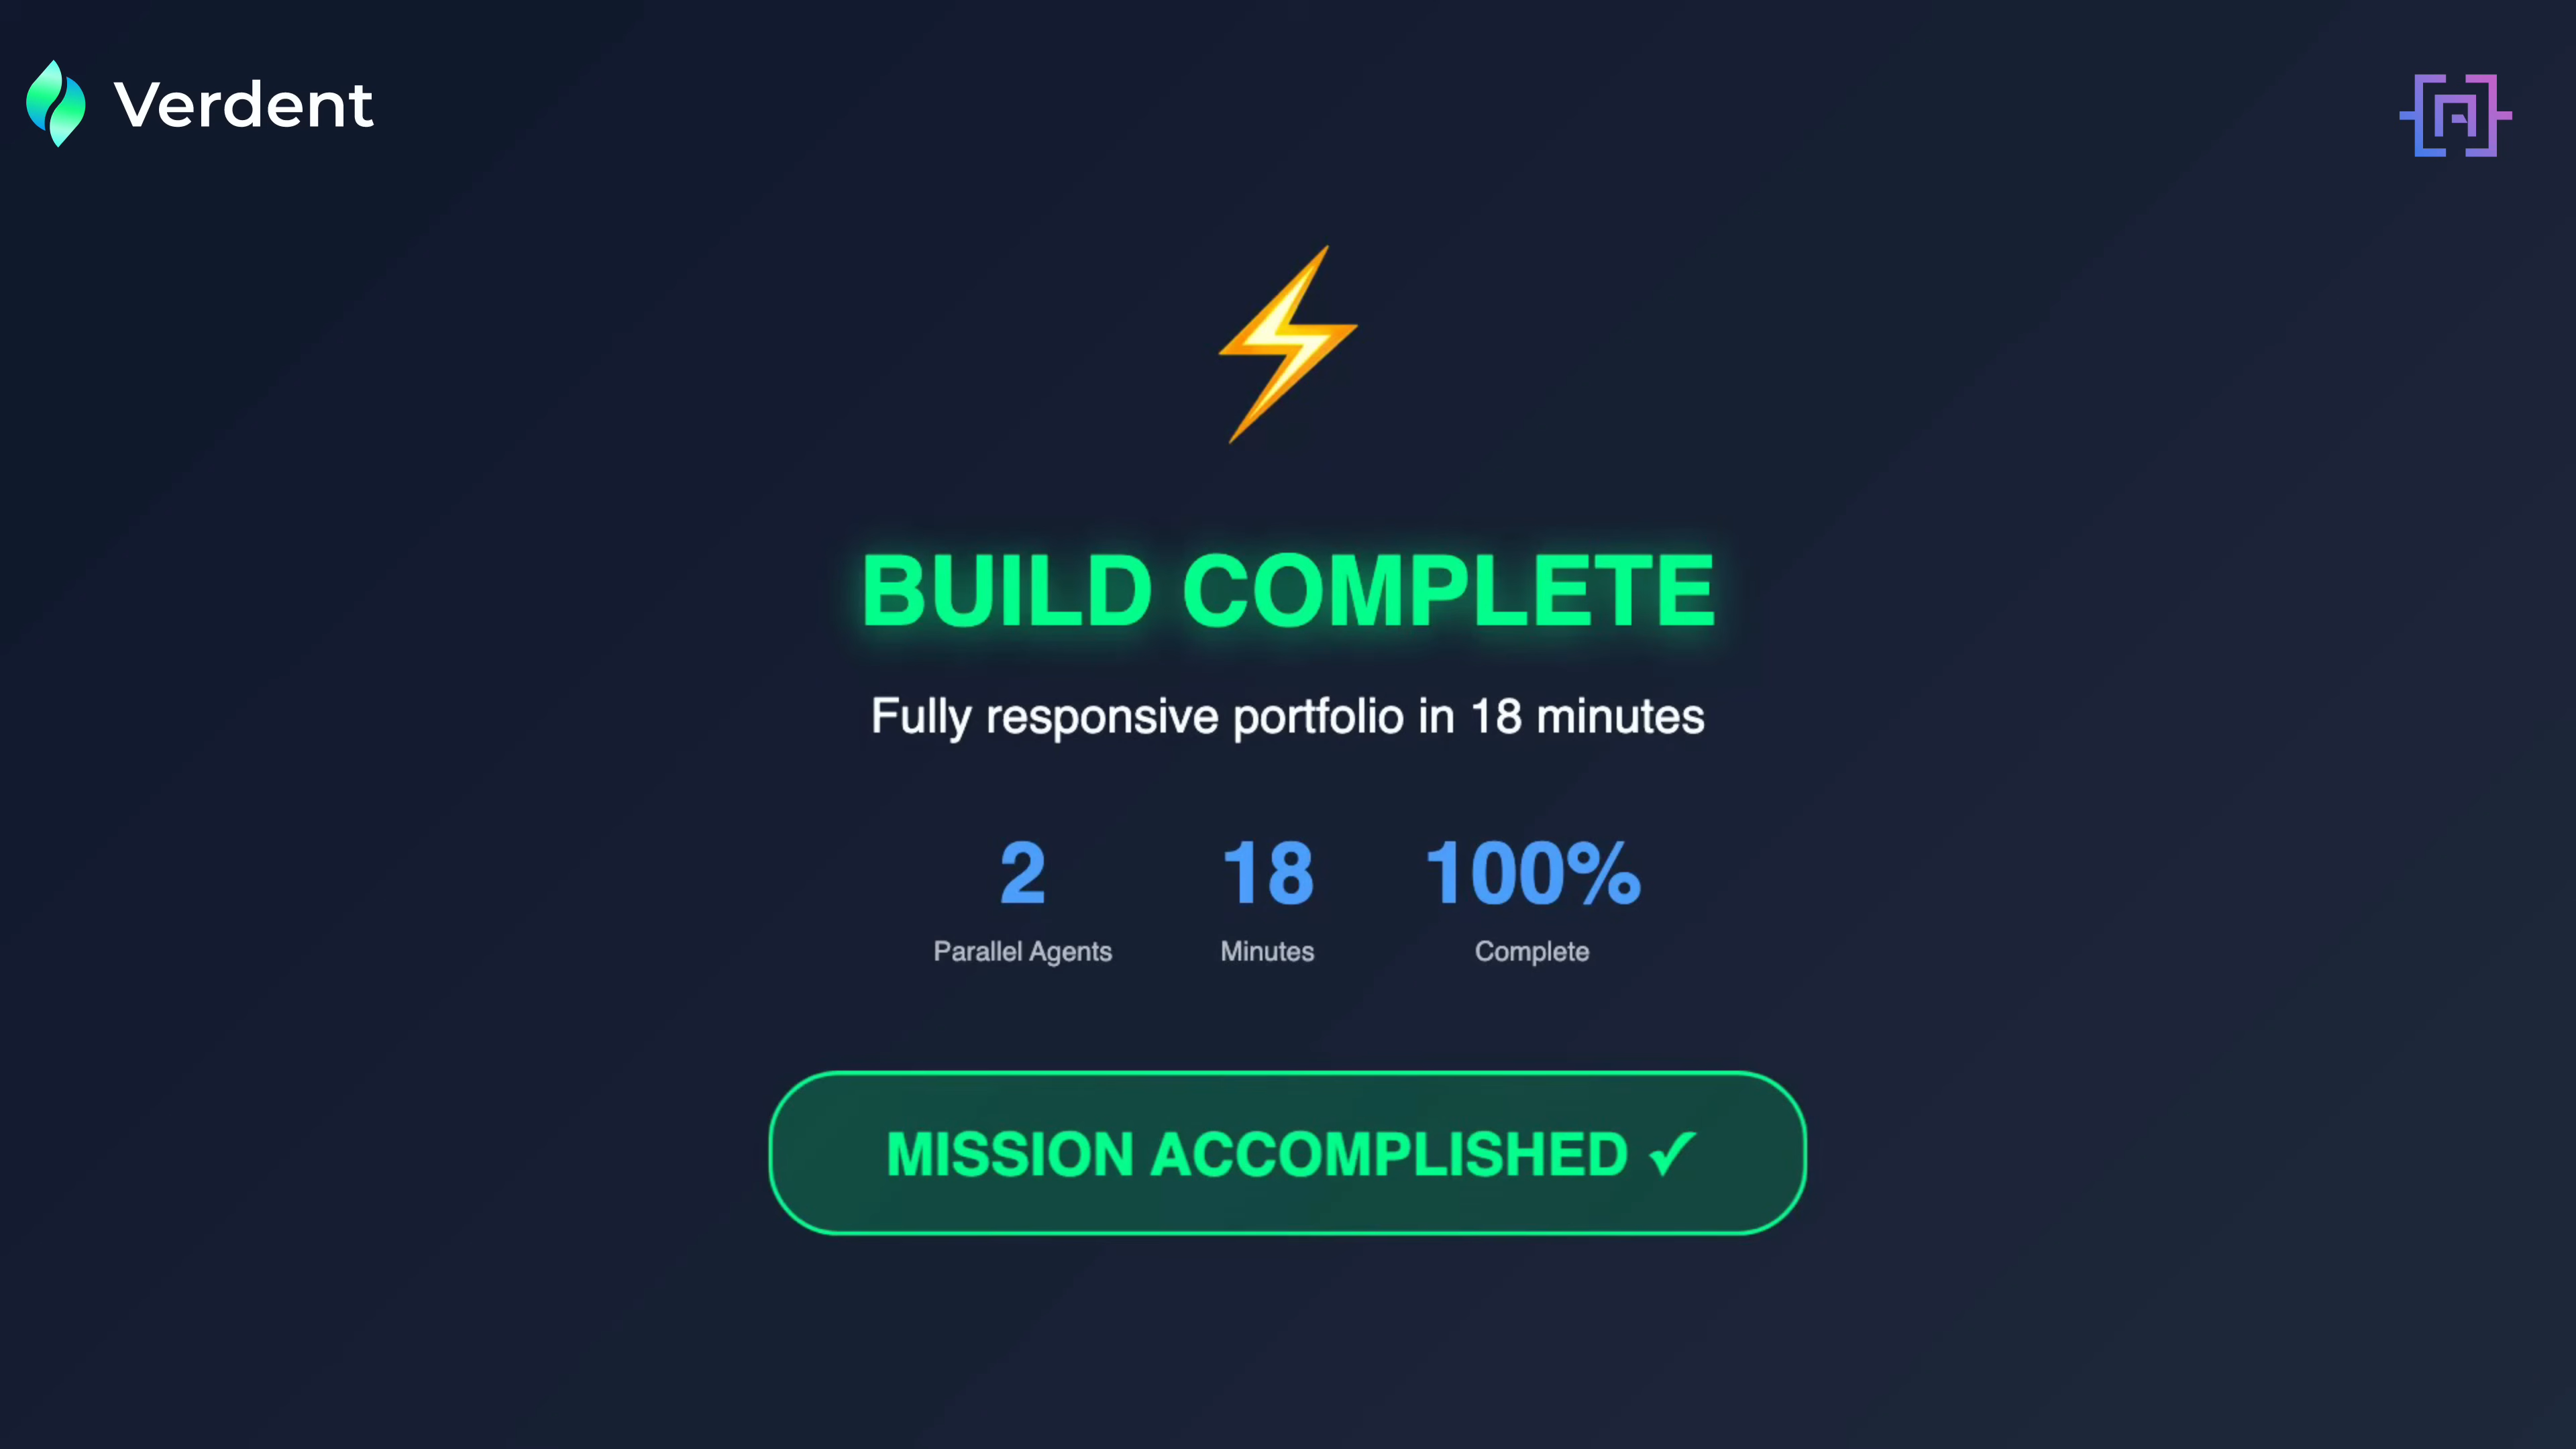 Verdent
BUILD COMPLETE
Fully responsive portfolio in 18 minutes
2 18 100%
Parallel Agents Minutes Complete
MISSION ACCOMPLISHED ✓